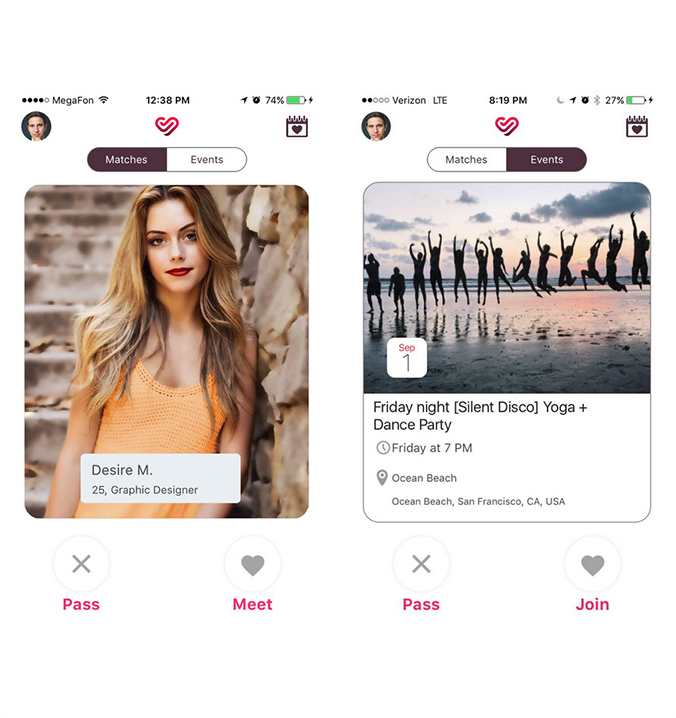 MegaFon
12:38 PM
74%
Matches
Events
Desire M.
25, Graphic Designer
Pass
Meet
Verizon LTE
8:19 PM
27%
Matches
Events
Sep
1
Friday night [Silent Disco] Yoga +
Dance Party
Friday at 7 PM
Ocean Beach
Ocean Beach, San Francisco, CA, USA
Pass
Join